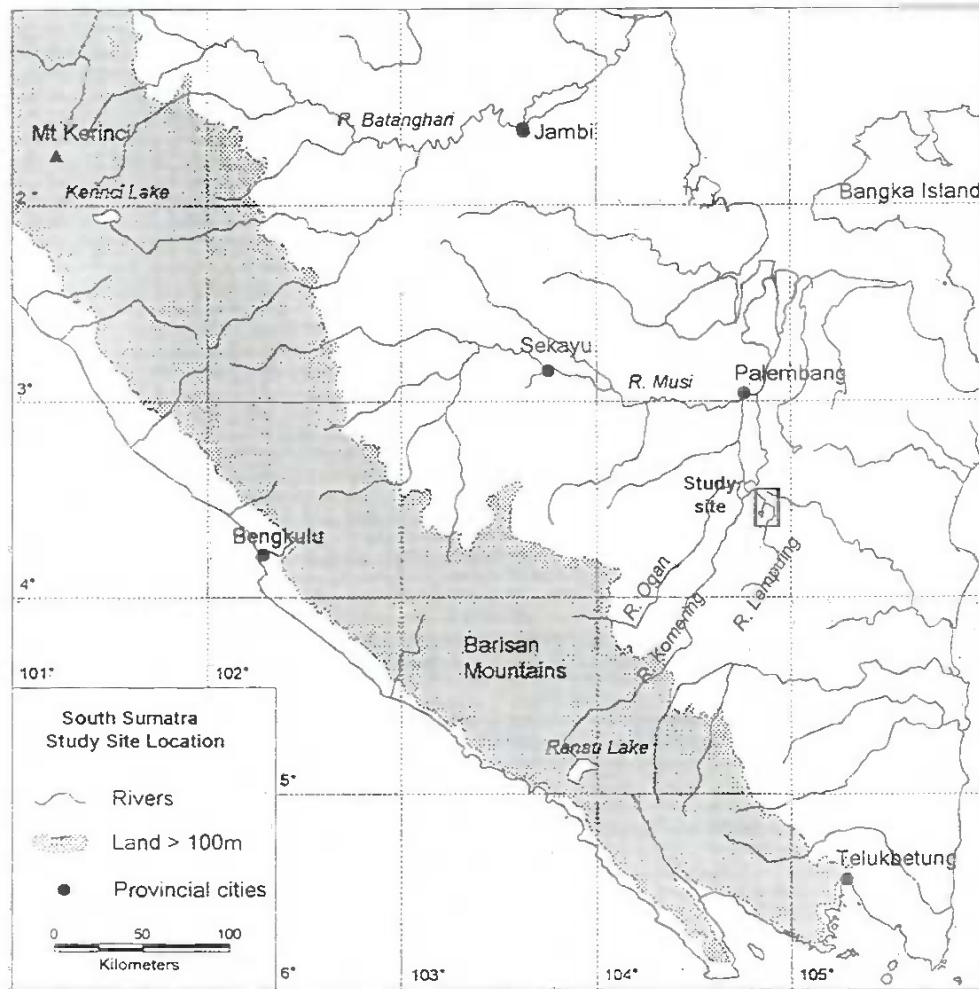 R. Batanghari
Jambi
Mt Kerinci
Kerinci Lake
2°
Bangka Island
Sekayu
R. Musi
Palembang
3°
Study
site
Bengkulu
4°
R. Ogan
R. Komering
R. Lempuing
Barisan
Mountains
101°
102°
South Sumatra
Study Site Location
Ranau Lake
5°
Rivers
Land > 100m
Telukbetung
Provincial cities
0 50 100
Kilometers
6°
103°
104°
105°